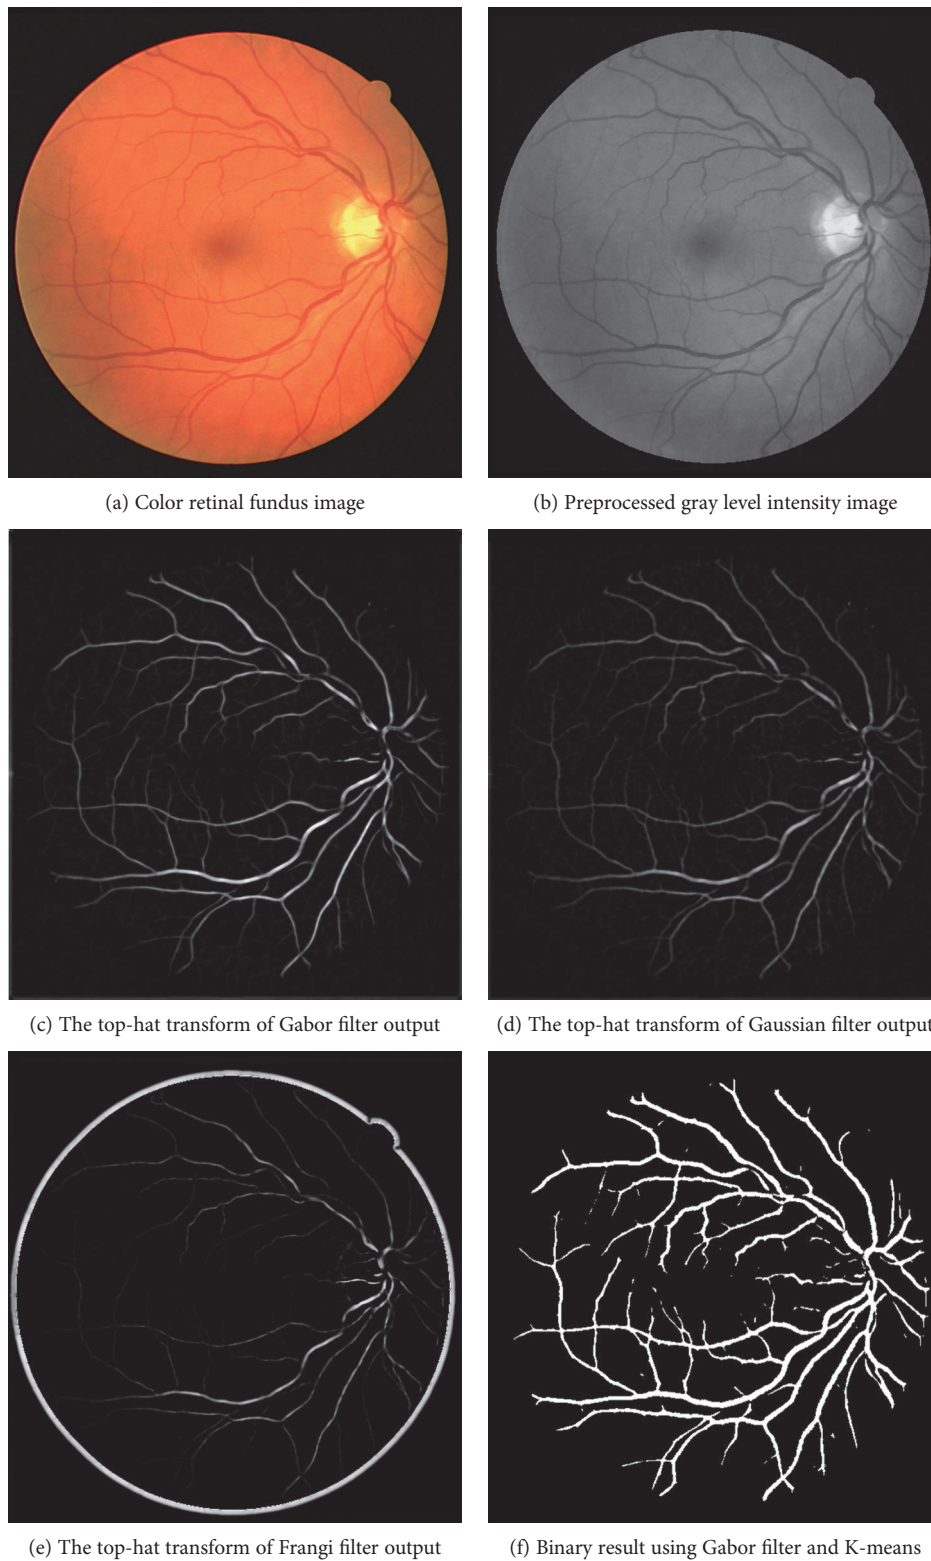 (a) Color retinal fundus image
(b) Preprocessed gray level intensity image
(c) The top-hat transform of Gabor filter output
(d) The top-hat transform of Gaussian filter output
(e) The top-hat transform of Frangi filter output
(f) Binary result using Gabor filter and K-means